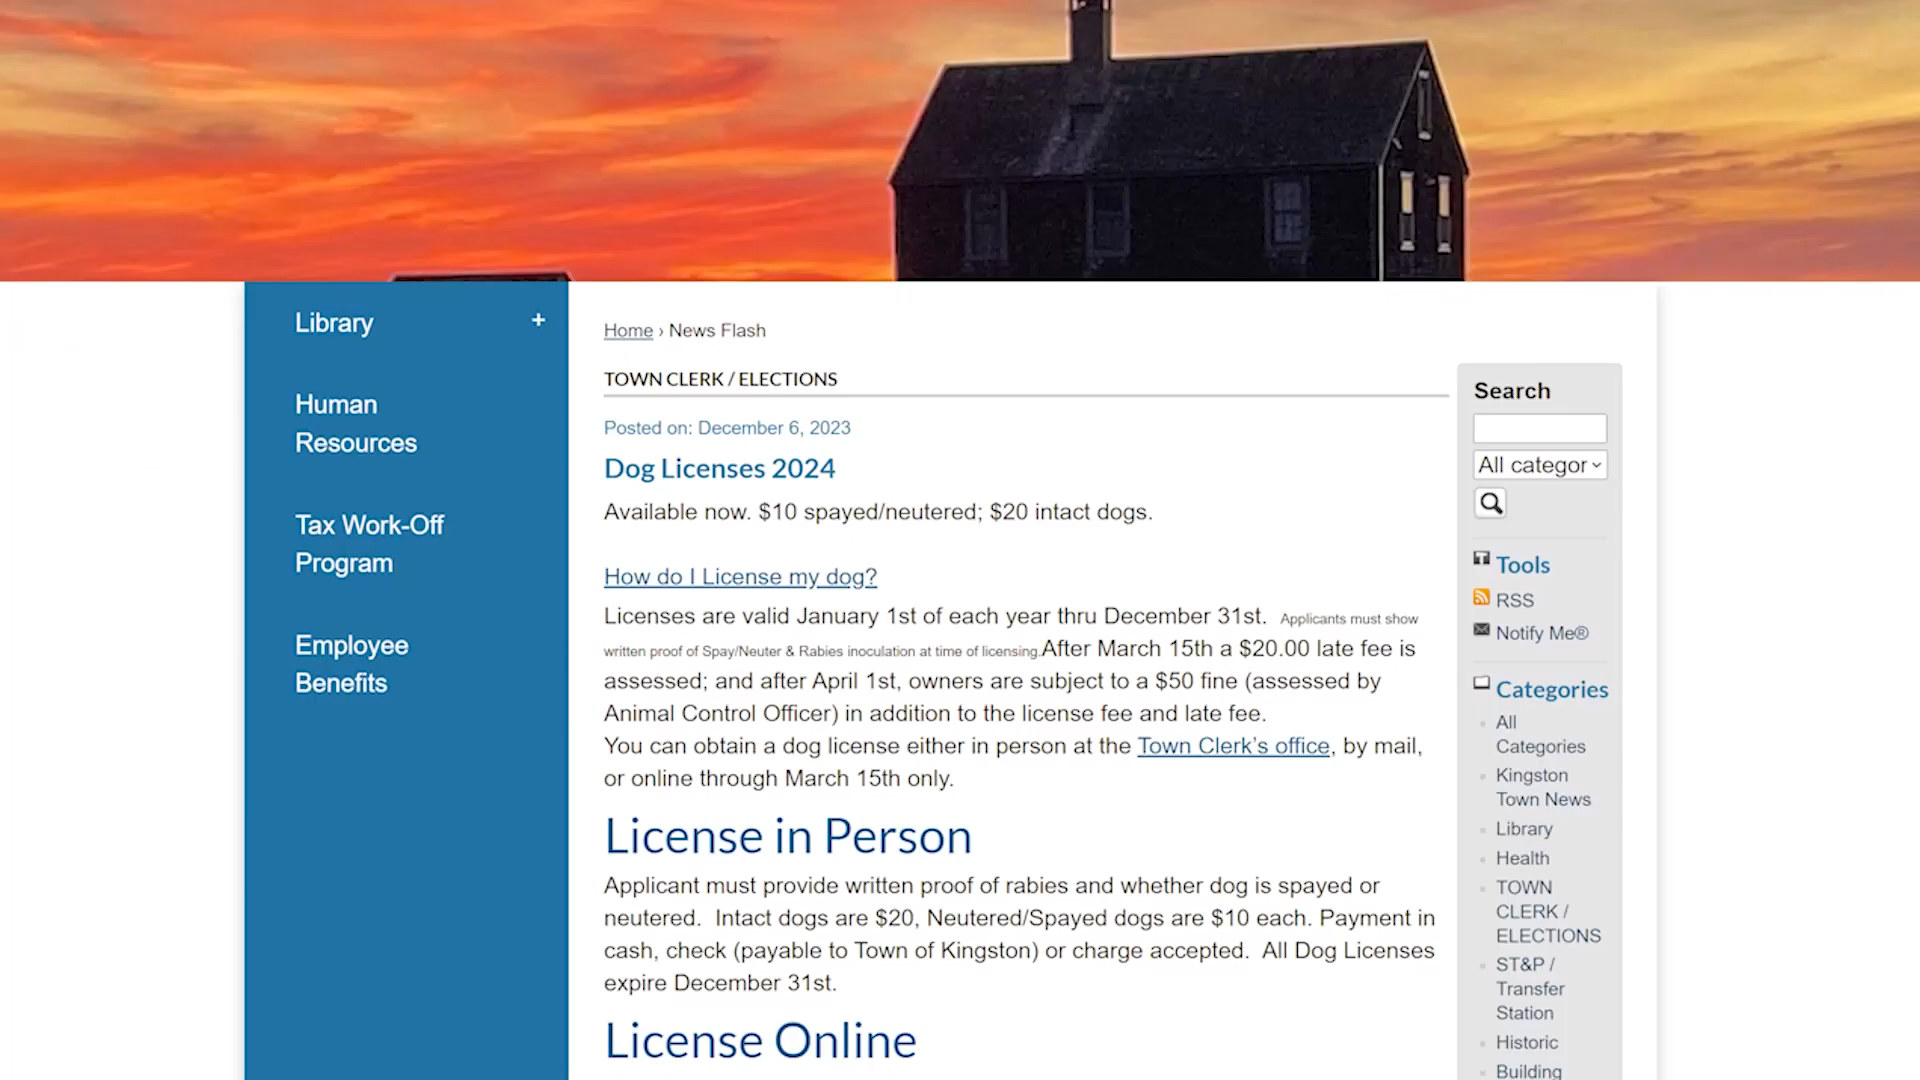 Library +
Human
Resources
Tax Work-Off
Program
Employee
Benefits
Home › News Flash
TOWN CLERK / ELECTIONS
Posted on: December 6, 2023
Dog Licenses 2024
Available now. $10 spayed/neutered; $20 intact dogs.
How do I License my dog?
Licenses are valid January 1st of each year thru December 31st. Applicants must show
written proof of Spay/Neuter & Rabies inoculation at time of licensing.After March 15th a $20.00 late fee is
assessed; and after April 1st, owners are subject to a $50 fine (assessed by
Animal Control Officer) in addition to the license fee and late fee.
You can obtain a dog license either in person at the Town Clerk's office, by mail,
or online through March 15th only.
License in Person
Applicant must provide written proof of rabies and whether dog is spayed or
neutered. Intact dogs are $20, Neutered/Spayed dogs are $10 each. Payment in
cash, check (payable to Town of Kingston) or charge accepted. All Dog Licenses
expire December 31st.
License Online
Search
All categor
Tools
RSS
Notify Me®
Categories
All
Categories
Kingston
Town News
Library
Health
TOWN
CLERK /
ELECTIONS
ST&P /
Transfer
Station
Historic
Building